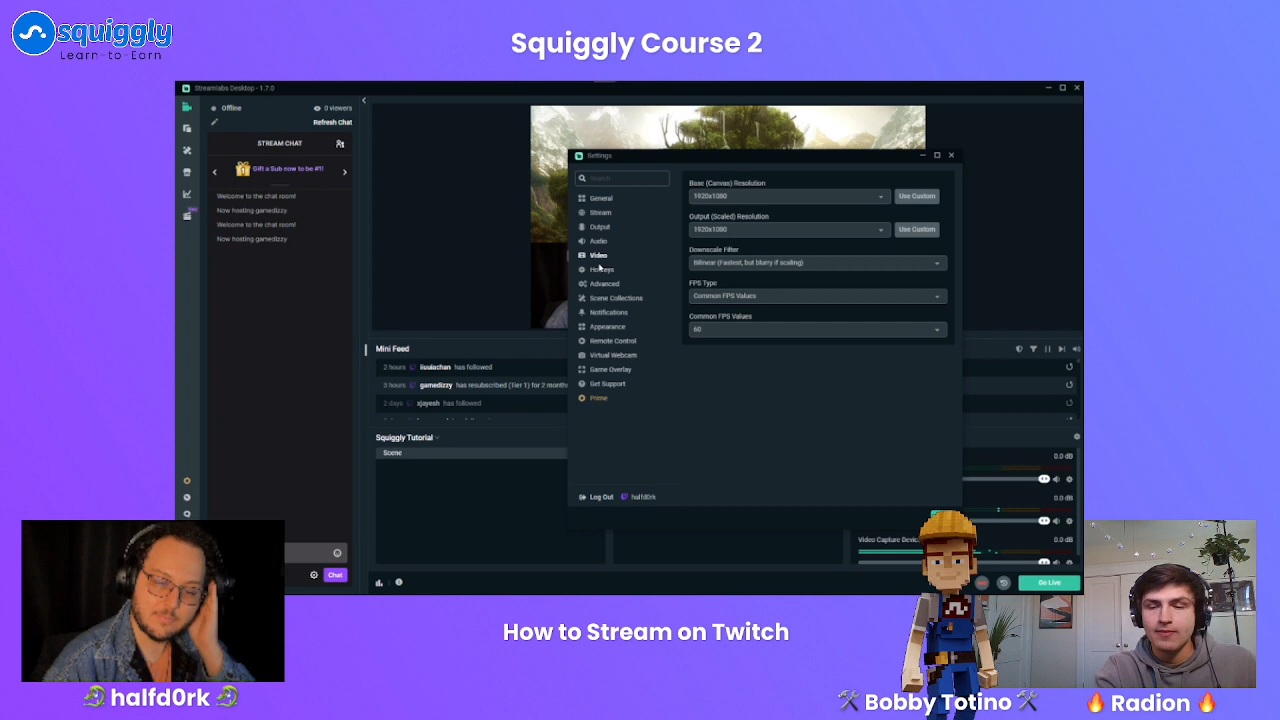 squiggly
Learn-to-Earn
Squiggly Course 2
Streamlabs Desktop - 1.7.0
Offline
0 viewers
Refresh Chat
STREAM CHAT
Gift a Sub now to be #1!
Welcome to the chat room!
Now hosting gamedizzy.
Welcome to the chat room!
Now hosting gamedizzy.
Settings
Search
General
Stream
Output
Audio
Video
Hotkeys
Advanced
Scene Collections
Notifications
Appearance
Remote Control
Virtual Webcam
Game Overlay
Get Support
Prime
Log Out
halfd0rk
Base (Canvas) Resolution
1920x1080
Use Custom
Output (Scaled) Resolution
1920x1080
Use Custom
Downscale Filter
Bilinear (Fastest, but blurry if scaling)
FPS Type
Common FPS Values
Common FPS Values
60
Mini Feed
2 hours
iiuuiachan has followed
3 hours
gamedizzy has resubscribed (Tier 1) for 2 month
2 days
xjayesh has followed
Squiggly Tutorial
Scene
0.0 dB
0.0 dB
Video Capture Devic
0.0 dB
Chat
Go Live
How to Stream on Twitch
halfd0rk
Bobby Totino
Radion